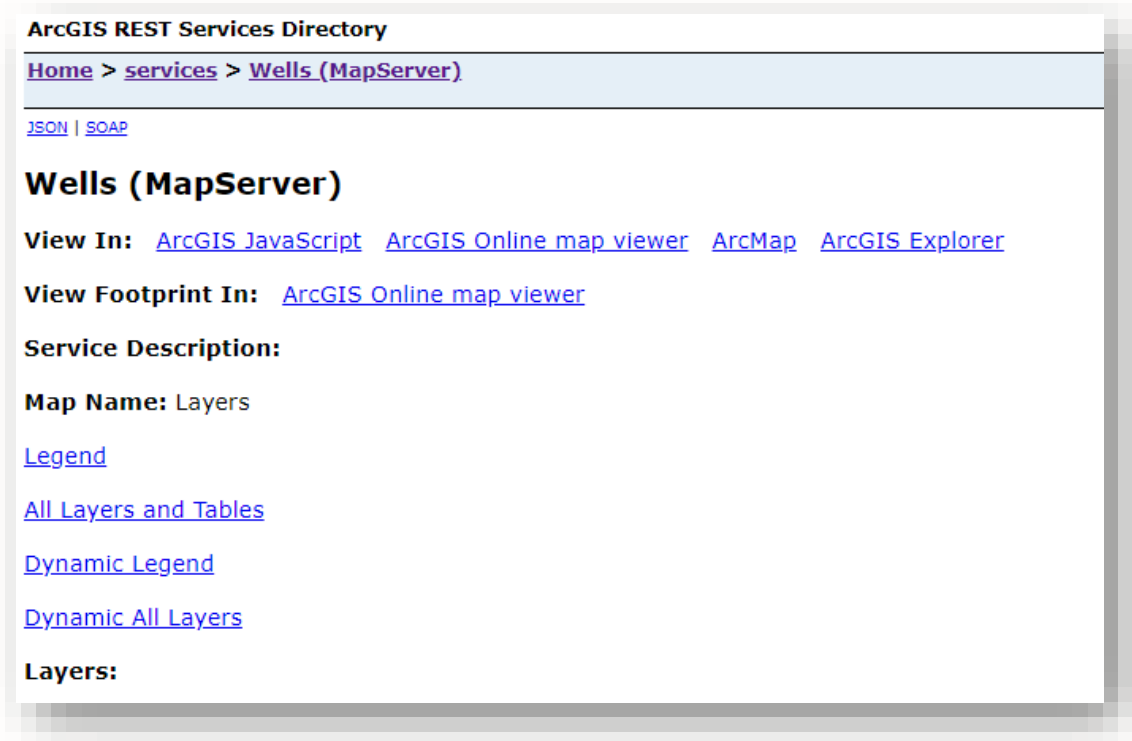 ArcGIS REST Services Directory
Home > services > Wells (MapServer)
JSON | SOAP
Wells (MapServer)
View In: ArcGIS JavaScript ArcGIS Online map viewer ArcMap ArcGIS Explorer
View Footprint In: ArcGIS Online map viewer
Service Description:
Map Name: Layers
Legend
All Layers and Tables
Dynamic Legend
Dynamic All Layers
Layers: